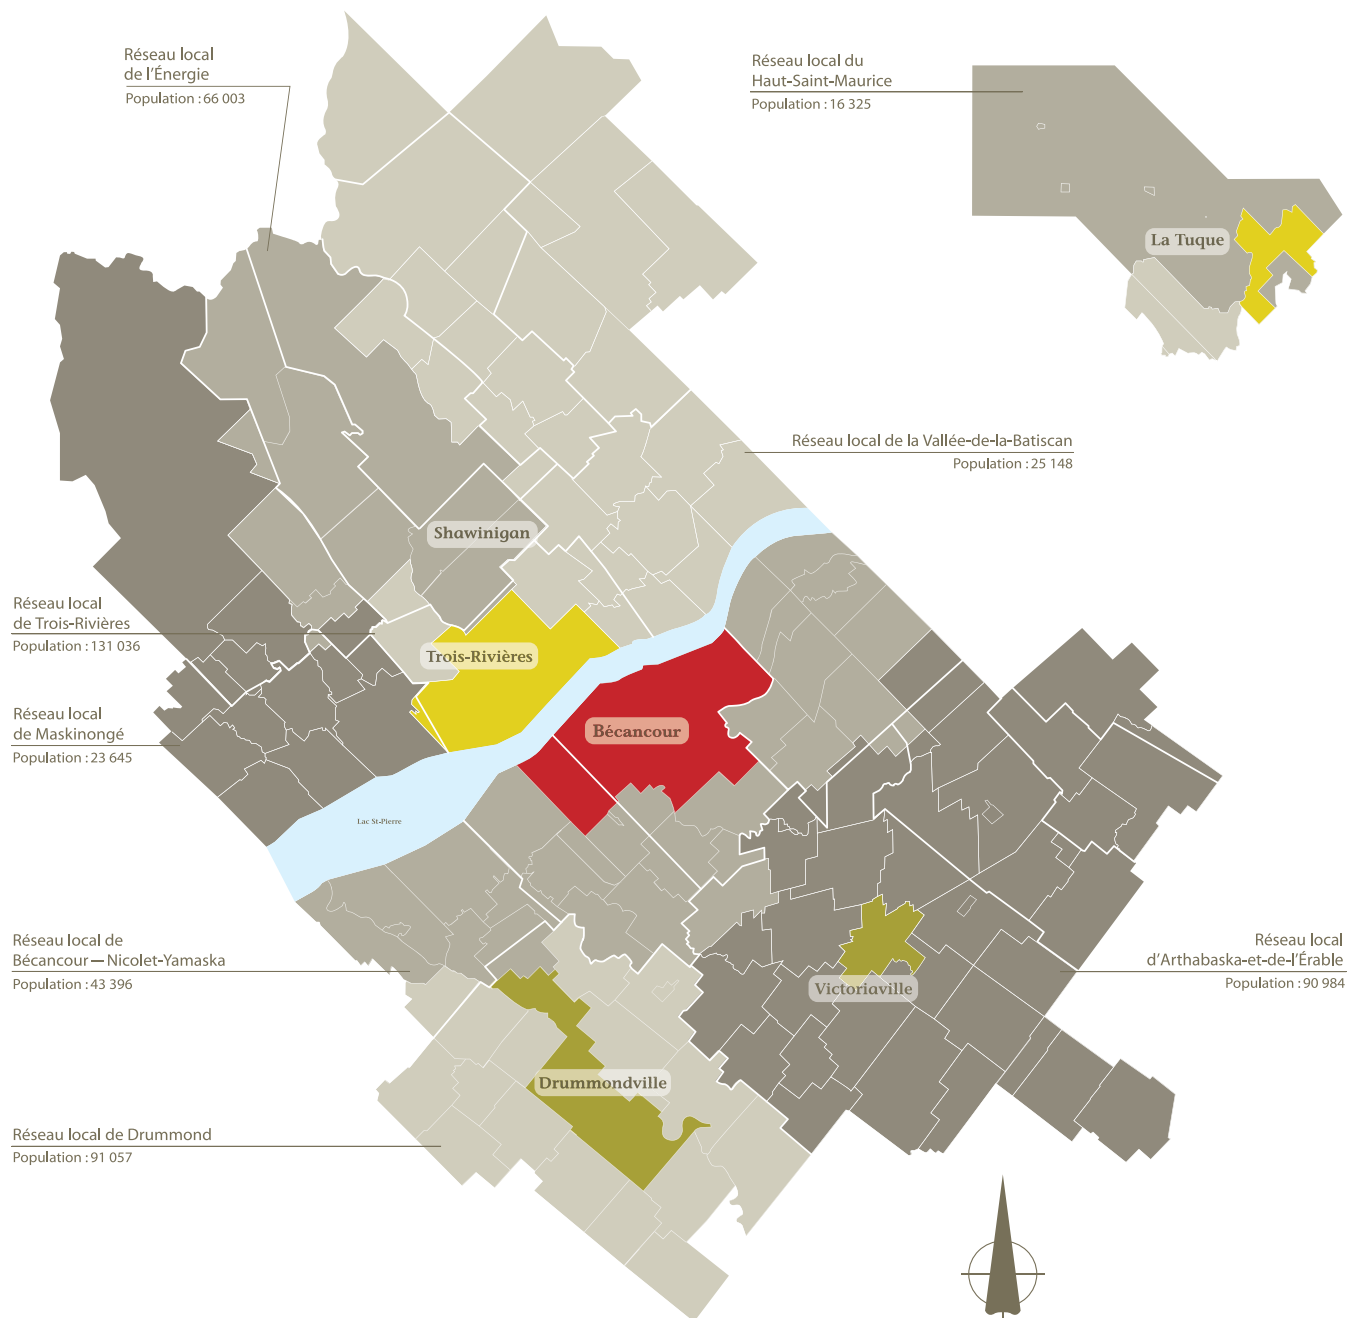 Réseau local
de l'Énergie
Population : 66 003
Réseau local du
Haut-Saint-Maurice
Population : 16 325
La Tuque
Réseau local de la Vallée-de-la-Batiscan
Population : 25 148
Shawinigan
Réseau local
de Trois-Rivières
Population : 131 036
Trois-Rivières
Réseau local
de Maskinongé
Population : 23 645
Bécancour
Lac St-Pierre
Réseau local de
Bécancour — Nicolet-Yamaska
Population : 43 396
Réseau local
d'Arthabaska-et-de-l'Érable
Population : 90 984
Victoriaville
Drummondville
Réseau local de Drummond
Population : 91 057